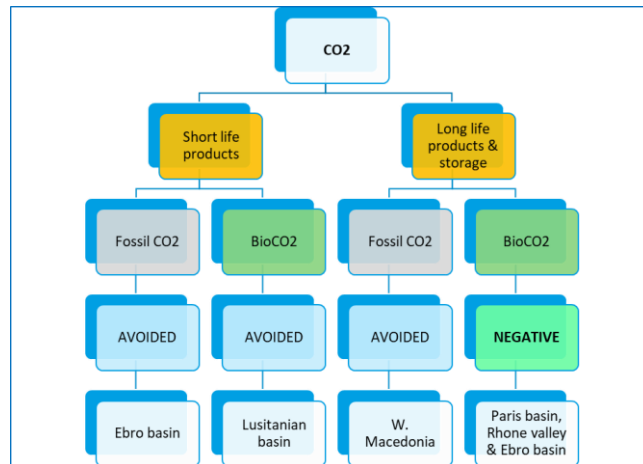 CO2
Short life
products
Long life
products &
storage
Fossil CO2
BioCO2
Fossil CO2
BioCO2
AVOIDED
AVOIDED
AVOIDED
NEGATIVE
Ebro basin
Lusitanian
basin
W.
Macedonia
Paris basin,
Rhone valley
& Ebro basin